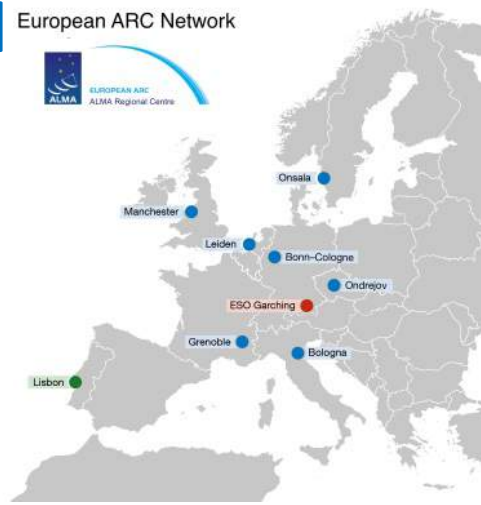 European ARC Network
ALMA
EUROPEAN ARC
ALMA Regional Centre
Onsala
Manchester
Leiden
Bonn–Cologne
Ondrejov
ESO Garching
Grenoble
Bologna
Lisbon